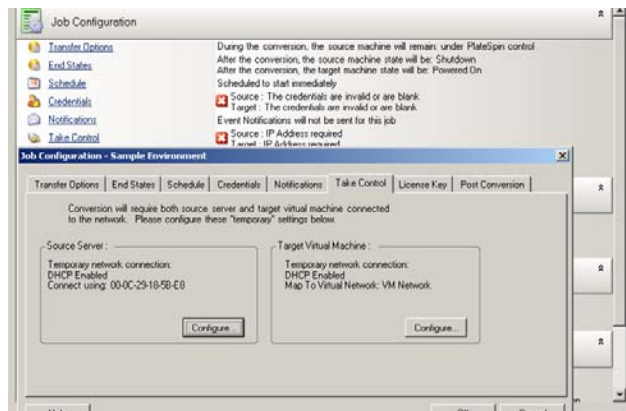 Job Configuration
Transfer Options During the conversion, the source machine will remain: under PlateSpin control
End States After the conversion, the source machine state will be: Shutdown
After the conversion, the target machine state will be: Powered On
Schedule Scheduled to start immediately
Credentials Source : The credentials are invalid or are blank
Target : The credentials are invalid or are blank
Notifications Event Notifications will not be sent for this job
Take Control Source : IP Address required
Target : IP Address required
Job Configuration - Sample Environment
Transfer Options End States Schedule Credentials Notifications Take Control License Key Post Conversion
Conversion will require both source server and target virtual machine connected
to the network. Please configure these "temporary" settings below.
Source Server : Target Virtual Machine :
Temporary network connection: Temporary network connection:
DHCP Enabled DHCP Enabled
Connect using: 00-0C-29-18-5B-E8 Map To Virtual Network: VM Network
Configure... Configure...